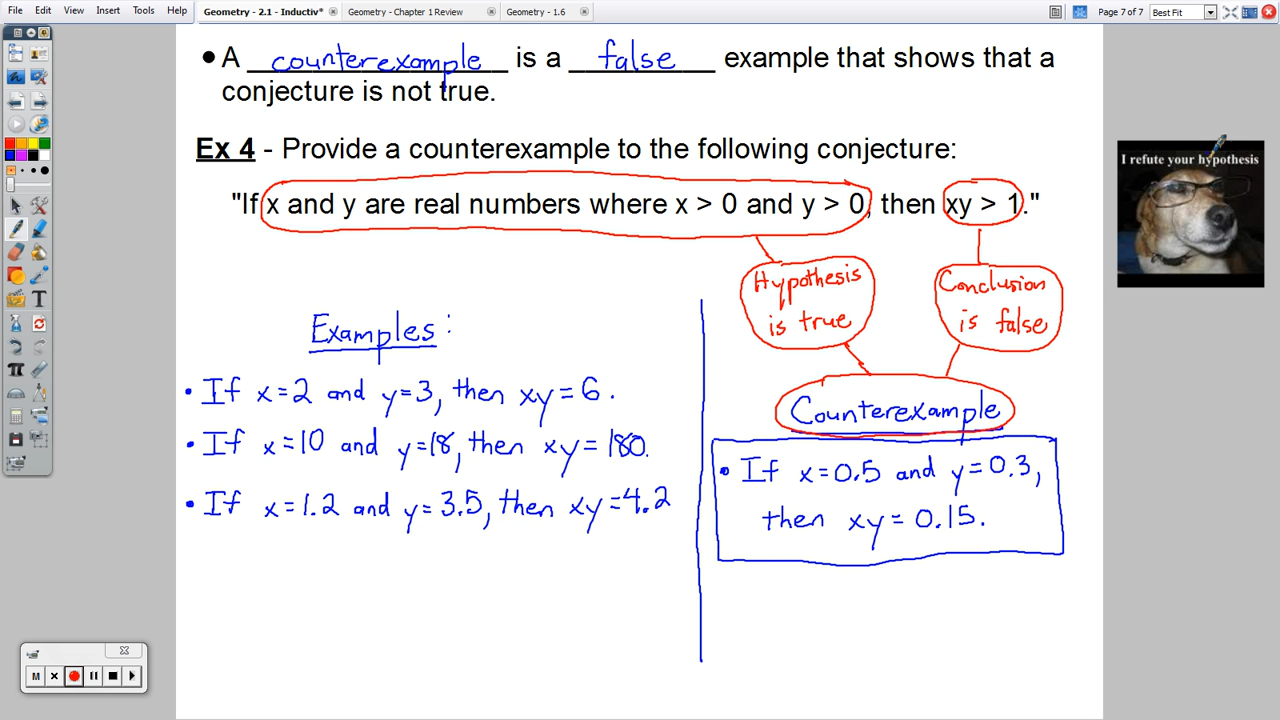 File Edit View Insert Tools Help
Geometry - 2.1 - Inductiv* Geometry - Chapter 1 Review Geometry - 1.6
Page 7 of 7 Best Fit
• A counterexample is a false example that shows that a
conjecture is not true.
Ex 4 - Provide a counterexample to the following conjecture:
I refute your hypothesis
"If x and y are real numbers where x > 0 and y > 0, then xy > 1."
Hypothesis
is true
Conclusion
is false
Examples:
• If x=2 and y=3, then xy=6.
• If x=10 and y=18, then xy=180.
• If x=1.2 and y=3.5, then xy=4.2
Counterexample
• If x=0.5 and y=0.3,
then xy=0.15.
M